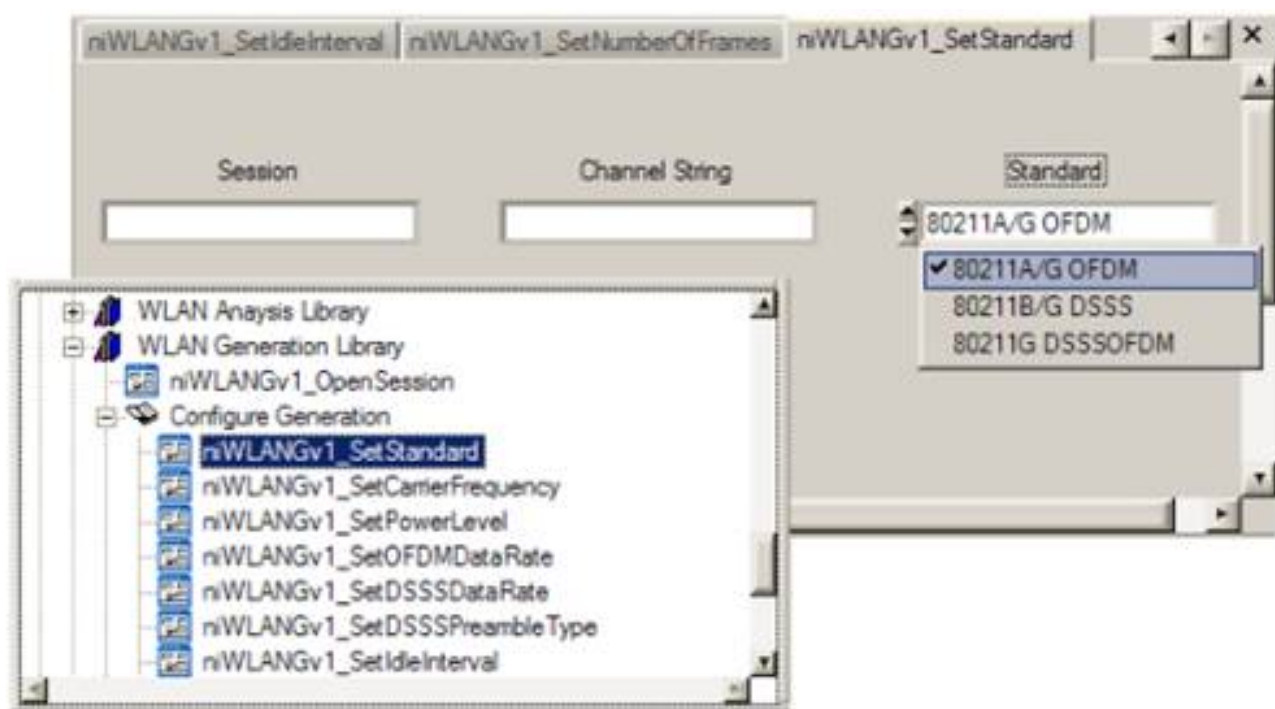 niWLANGv1_SetIdleInterval niWLANGv1_SetNumberOfFrames niWLANGv1_SetStandard
Session Channel String Standard
80211A/G OFDM
80211A/G OFDM
80211B/G DSSS
80211G DSSSOFDM
WLAN Anaysis Library
WLAN Generation Library
niWLANGv1_OpenSession
Configure Generation
niWLANGv1_SetStandard
niWLANGv1_SetCarrierFrequency
niWLANGv1_SetPowerLevel
niWLANGv1_SetOFDMDataRate
niWLANGv1_SetDSSSDataRate
niWLANGv1_SetDSSSPreambleType
niWLANGv1_SetIdleInterval